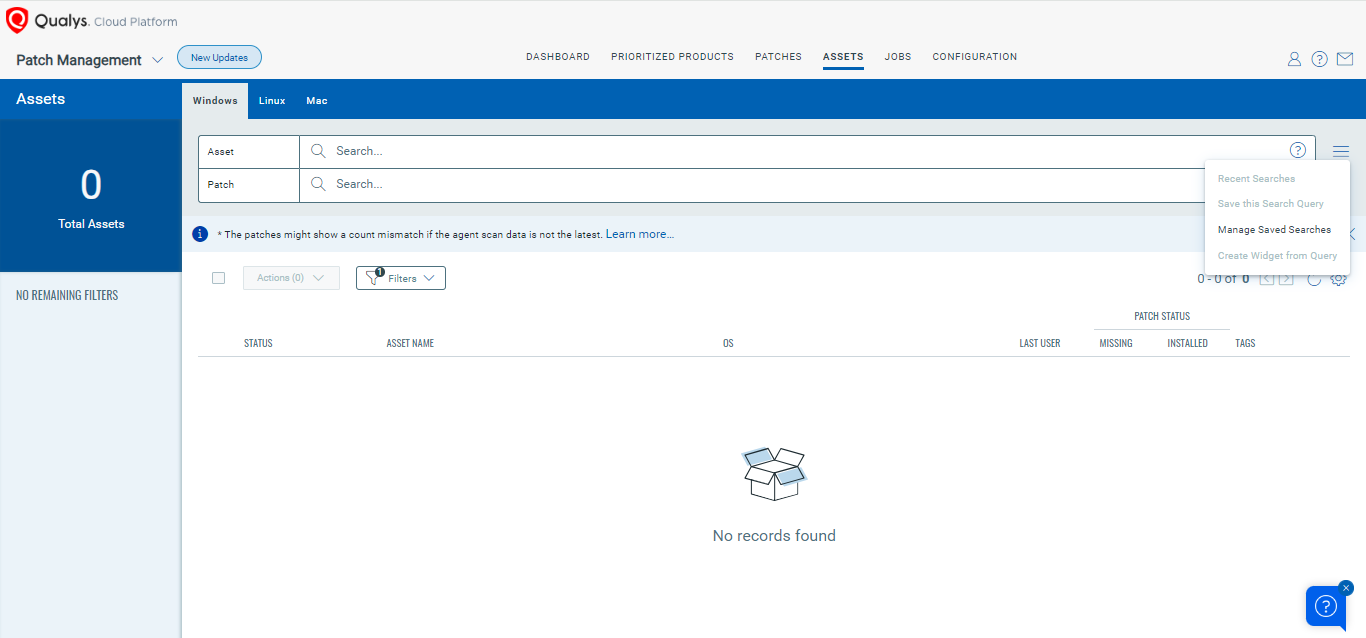 Qualys. Cloud Platform
Patch Management
New Updates
DASHBOARD
PRIORITIZED PRODUCTS
PATCHES
ASSETS
JOBS
CONFIGURATION
Assets
Windows
Linux
Mac
0
Total Assets
NO REMAINING FILTERS
Asset
Search...
Patch
Search...
Recent Searches
Save this Search Query
Manage Saved Searches
Create Widget from Query
* The patches might show a count mismatch if the agent scan data is not the latest. Learn more...
Actions (0)
1
Filters
0 - 0 of 0
PATCH STATUS
STATUS
ASSET NAME
OS
LAST USER
MISSING
INSTALLED
TAGS
No records found